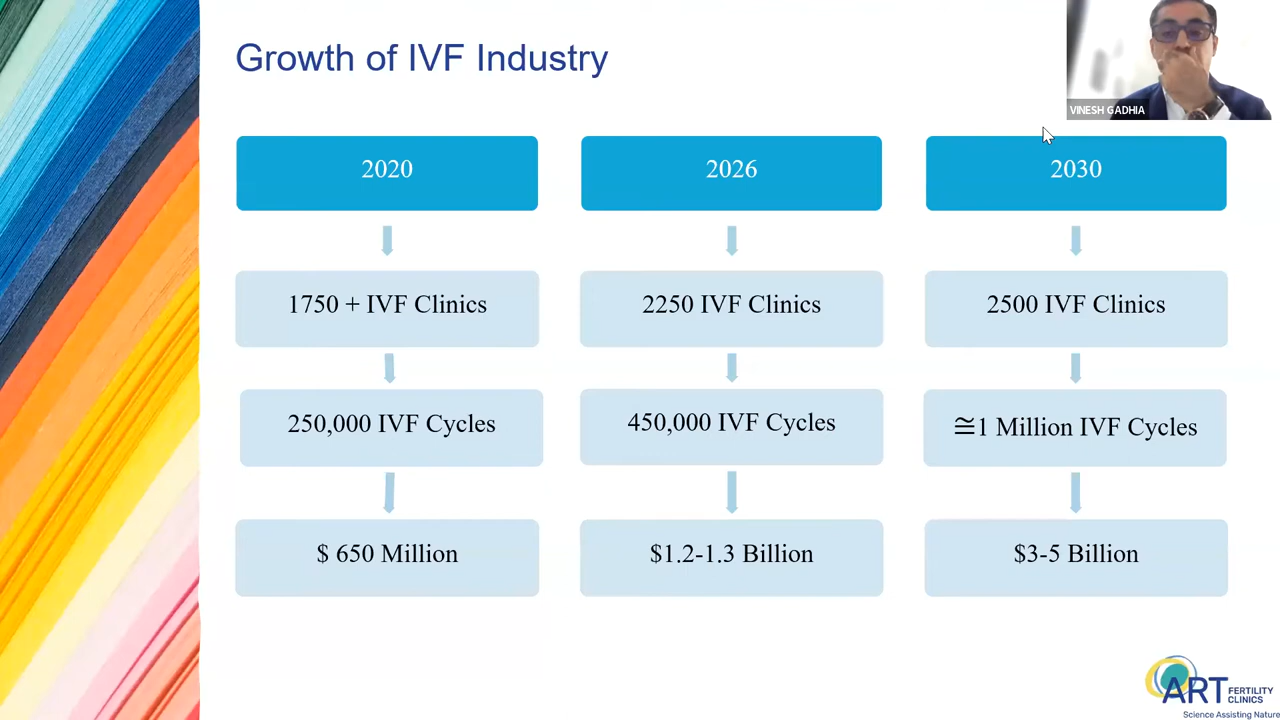 Growth of IVF Industry
VINESH GADHIA
2020
2026
2030
1750 + IVF Clinics
2250 IVF Clinics
2500 IVF Clinics
250,000 IVF Cycles
450,000 IVF Cycles
≅1 Million IVF Cycles
$ 650 Million
$1.2-1.3 Billion
$3-5 Billion
ART FERTILITY
CLINICS
Science Assisting Nature